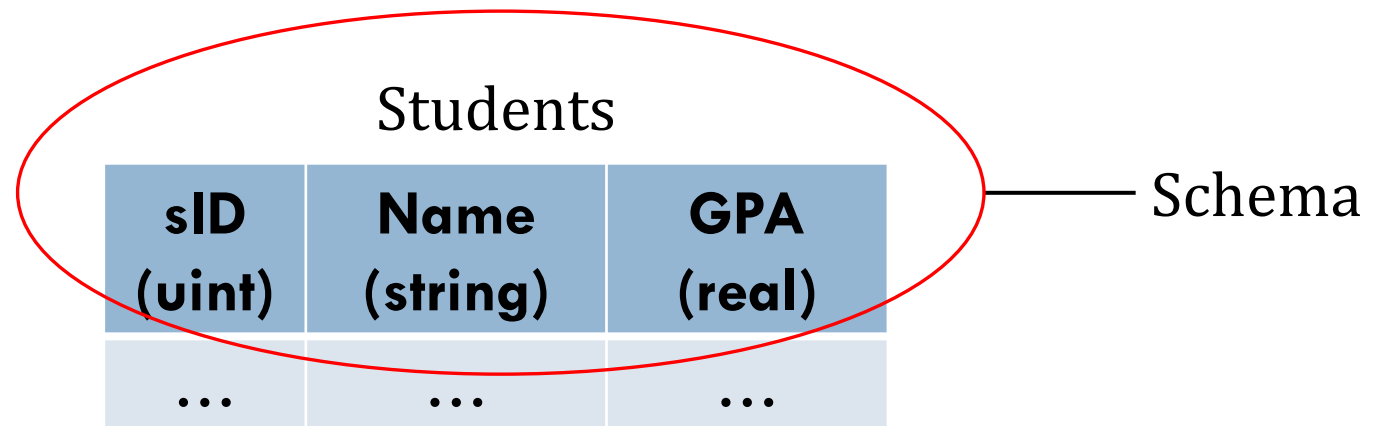 Students
Schema
sID Name GPA
(uint) (string) (real)
... ... ...